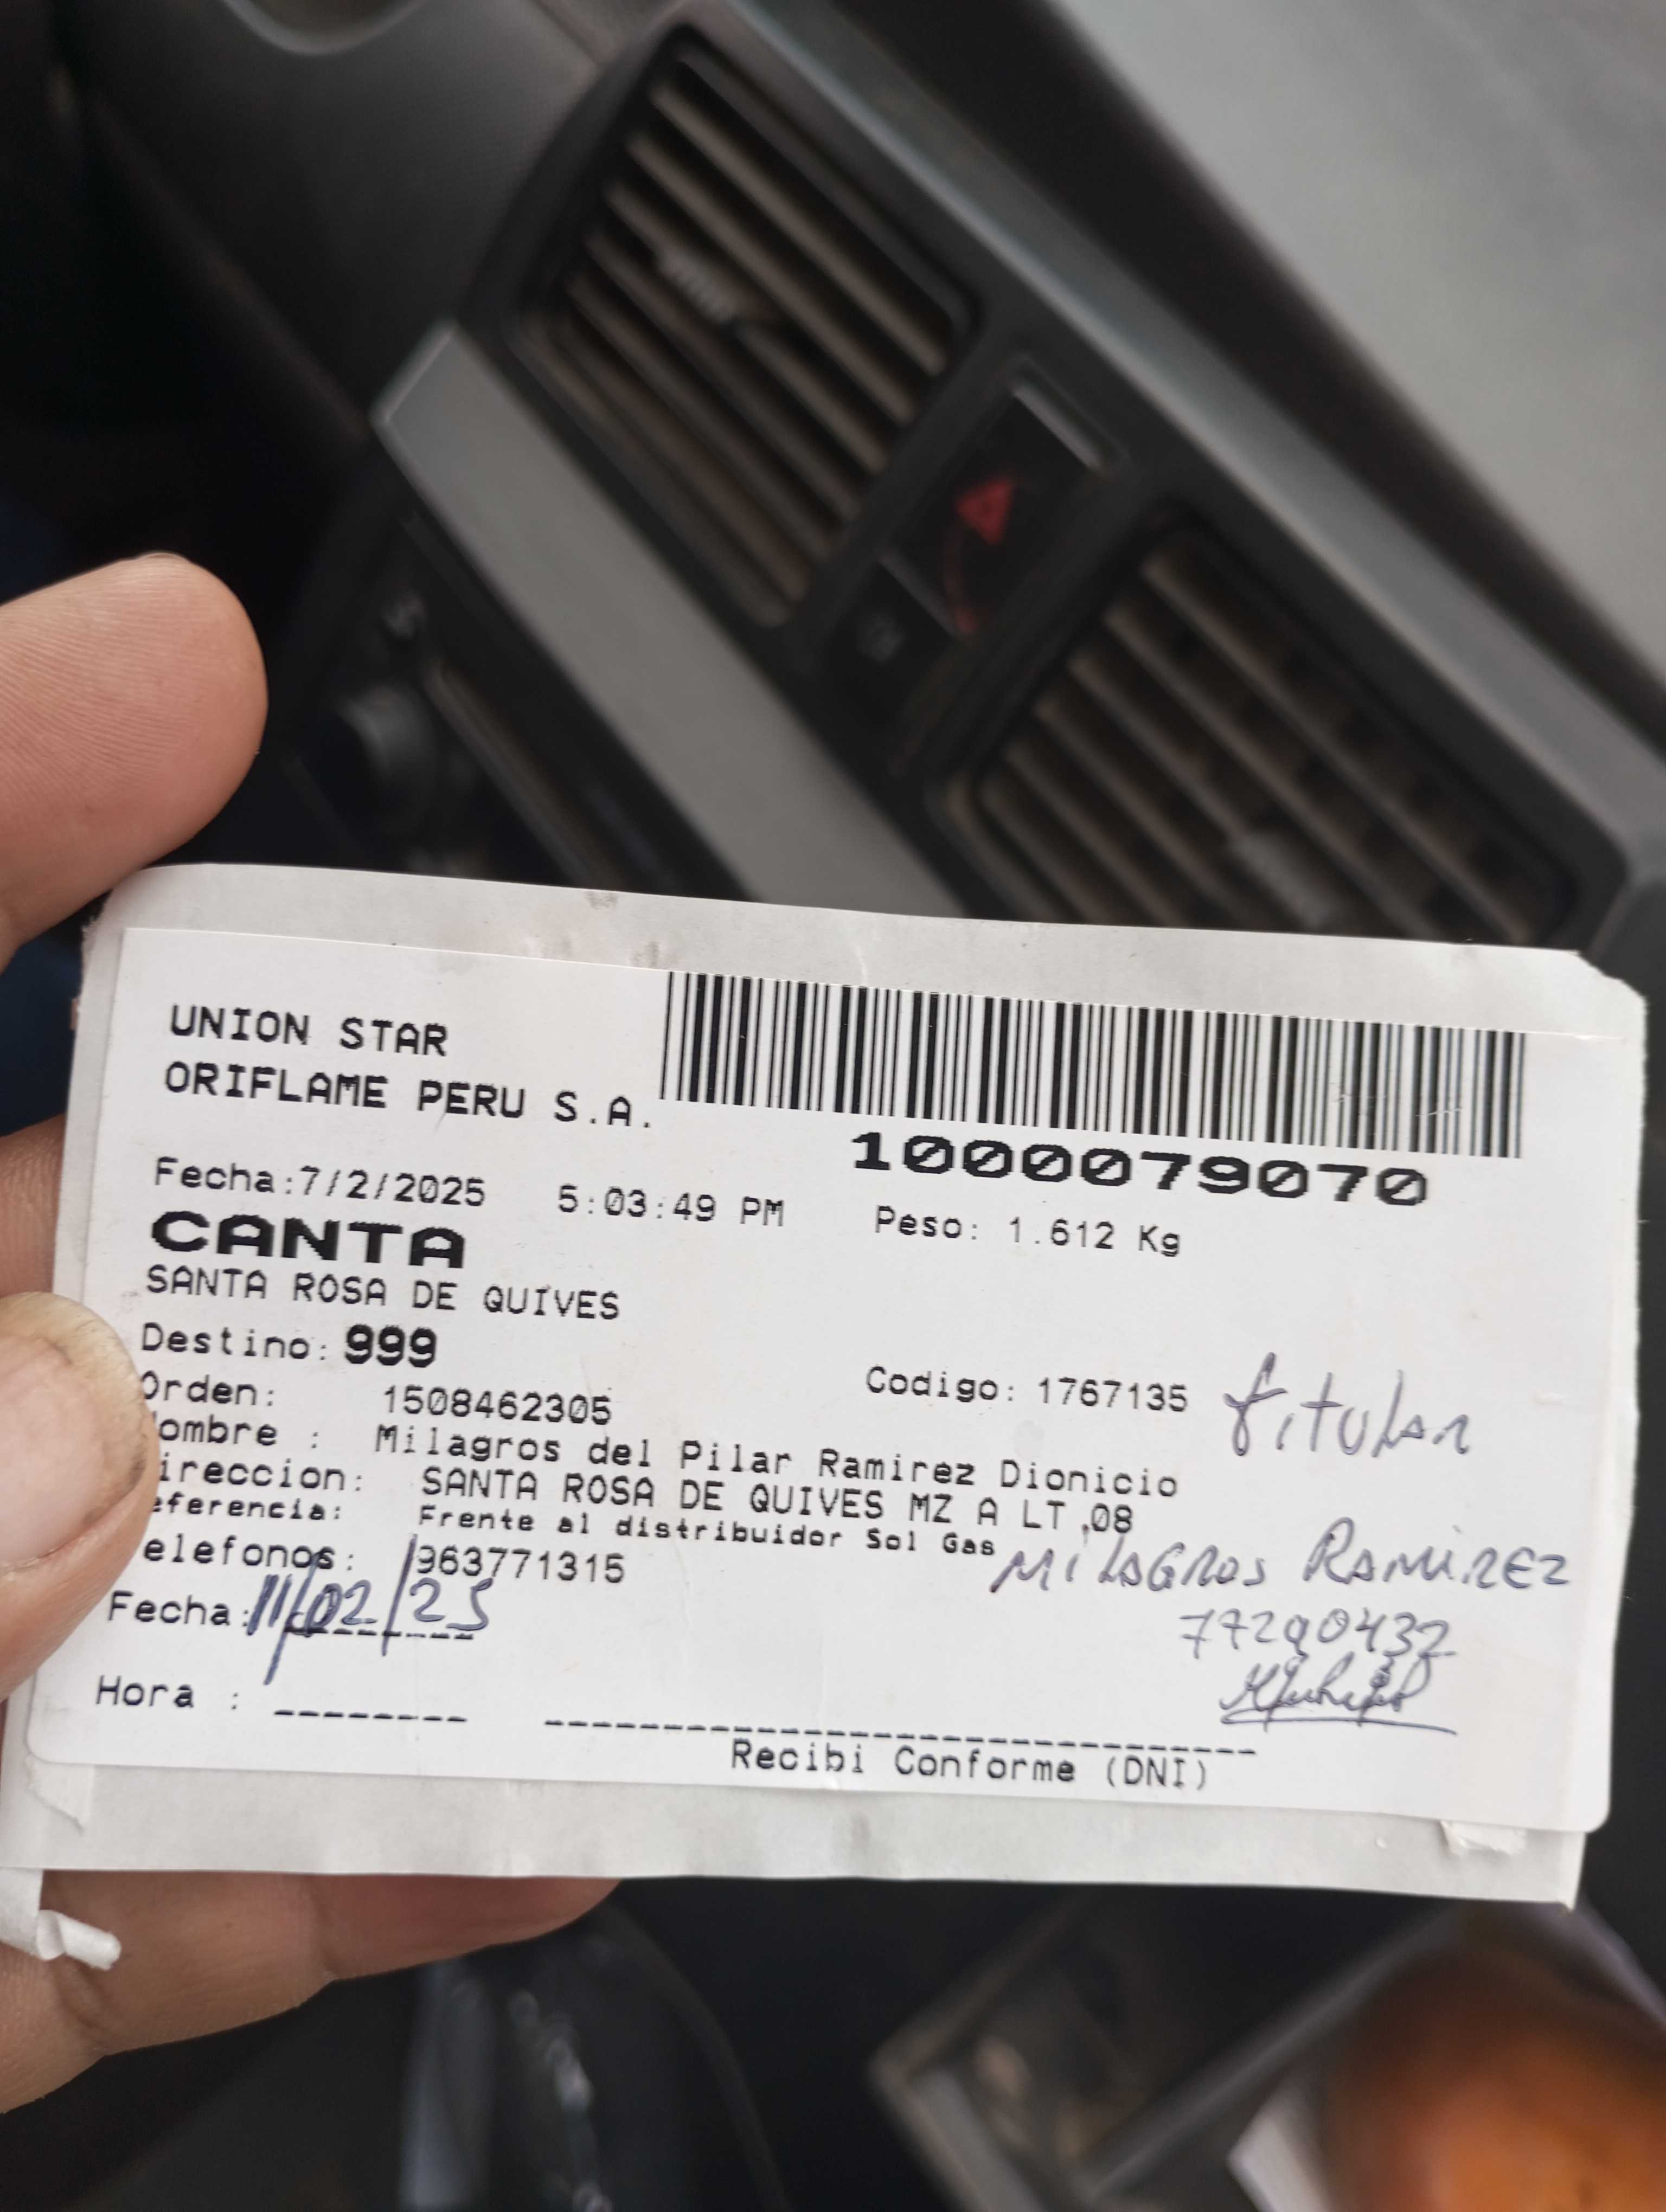 UNION STAR
ORIFLAME PERU S.A.
1000079070
Fecha:7/2/2025 5:03:49 PM Peso: 1.612 Kg
CANTA
SANTA ROSA DE QUIVES
Destino: 999
Orden: 1508462305 Codigo: 1767135 titular
ombre : Milagros del Pilar Ramirez Dionicio
ireccion: SANTA ROSA DE QUIVES MZ A LT ,08
eferencia: Frente al distribuidor Sol Gas
elefonos: 963771315 MILAGROS RAMIREZ
Fecha: 11/02/25 77290432
Hora :
Recibi Conforme (DNI)